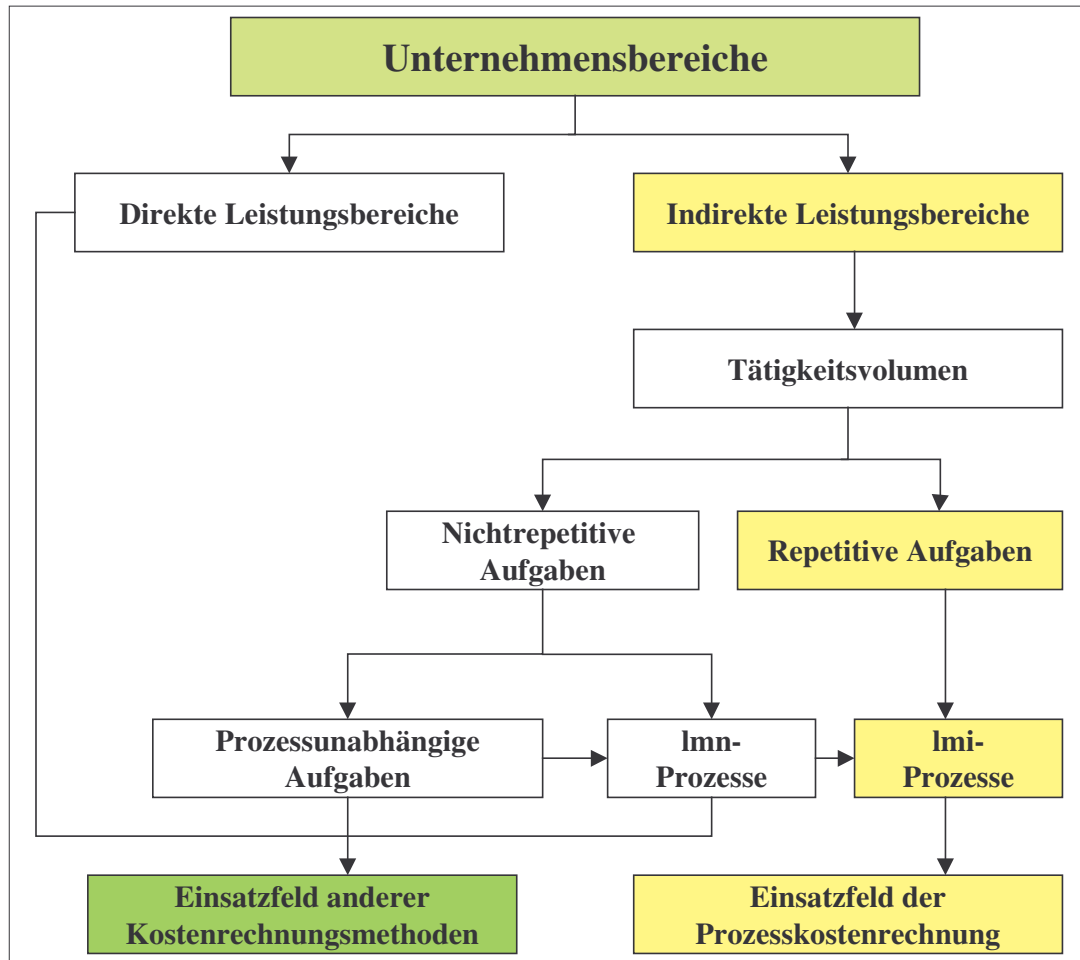 Unternehmensbereiche
Direkte Leistungsbereiche
Indirekte Leistungsbereiche
Tätigkeitsvolumen
Nichtrepetitive
Aufgaben
Repetitive Aufgaben
Prozessunabhängige
Aufgaben
lmn-
Prozesse
lmi-
Prozesse
Einsatzfeld anderer
Kostenrechnungsmethoden
Einsatzfeld der
Prozesskostenrechnung